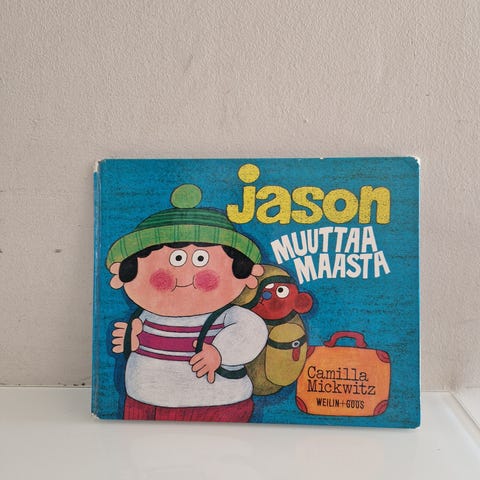 jason
MUUTTAA
MAASTA
Camilla
Mickwitz
WEILIN+GÖÖS